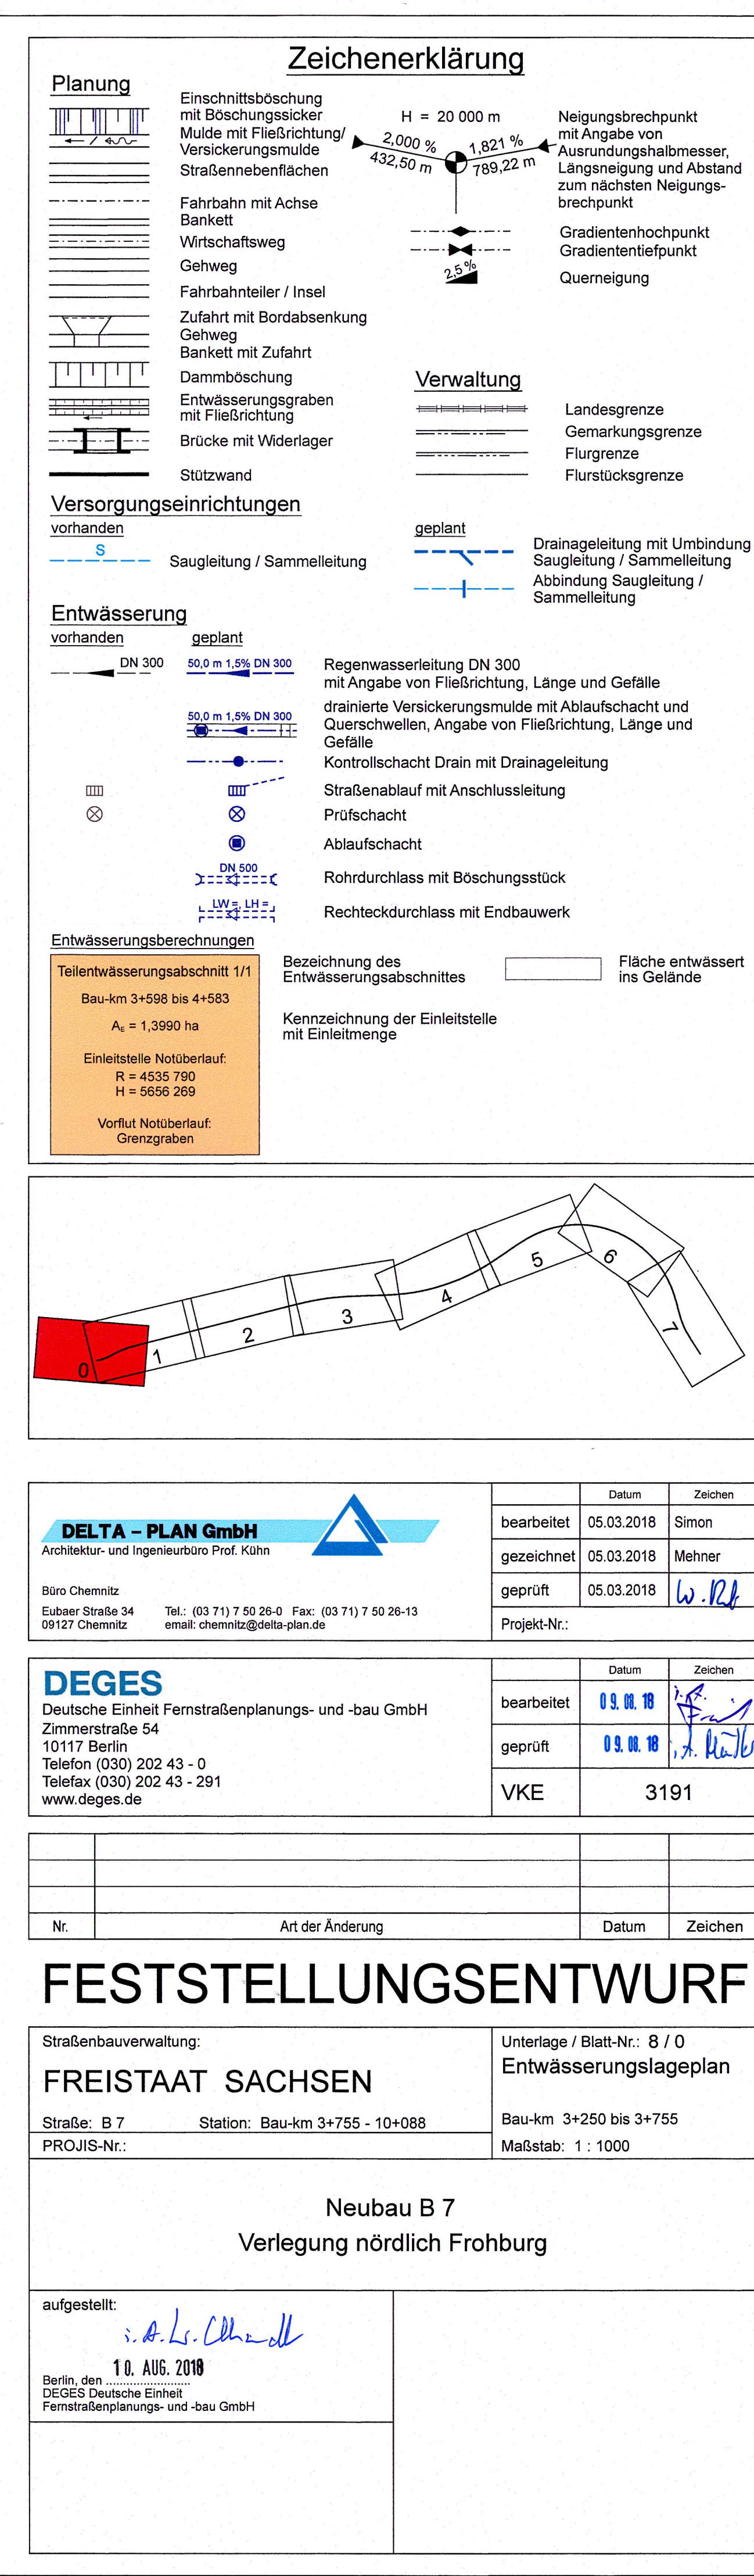 Zeichenerklärung
Planung
Einschnittsböschung
mit Böschungssicker
Mulde mit Fließrichtung/
Versickerungsmulde
Straßennebenflächen
Fahrbahn mit Achse
Bankett
Wirtschaftsweg
Gehweg
Fahrbahnteiler / Insel
Zufahrt mit Bordabsenkung
Gehweg
Bankett mit Zufahrt
Dammböschung
Entwässerungsgraben
mit Fließrichtung
Brücke mit Widerlager
Stützwand
H = 20 000 m
2,000 %
432,50 m
1,821 %
789,22 m
Neigungsbrechpunkt
mit Angabe von
Ausrundungshalbmesser,
Längsneigung und Abstand
zum nächsten Neigungs-
brechpunkt
Gradientenhochpunkt
Gradiententiefpunkt
2,5 %
Querneigung
Verwaltung
Landesgrenze
Gemarkungsgrenze
Flurgrenze
Flurstücksgrenze
Versorgungseinrichtungen
vorhanden
S
Saugleitung / Sammelleitung
geplant
Drainageleitung mit Umbindung
Saugleitung / Sammelleitung
Abbindung Saugleitung /
Sammelleitung
Entwässerung
vorhanden geplant
DN 300 50,0 m 1,5% DN 300 Regenwasserleitung DN 300
mit Angabe von Fließrichtung, Länge und Gefälle
50,0 m 1,5% DN 300 drainierte Versickerungsmulde mit Ablaufschacht und
Querschwellen, Angabe von Fließrichtung, Länge und
Gefälle
Kontrollschacht Drain mit Drainageleitung
Straßenablauf mit Anschlussleitung
Prüfschacht
Ablaufschacht
DN 500 Rohrdurchlass mit Böschungsstück
LW =, LH = Rechteckdurchlass mit Endbauwerk
Entwässerungsberechnungen
Teilentwässerungsabschnitt 1/1
Bau-km 3+598 bis 4+583
AE = 1,3990 ha
Einleitstelle Notüberlauf:
R = 4535 790
H = 5656 269
Vorflut Notüberlauf:
Grenzgraben
Bezeichnung des
Entwässerungsabschnittes
Kennzeichnung der Einleitstelle
mit Einleitmenge
Fläche entwässert
ins Gelände
0 1 2 3 4 5 6 7
DELTA – PLAN GmbH
Architektur- und Ingenieurbüro Prof. Kühn
Büro Chemnitz
Eubaer Straße 34 Tel.: (03 71) 7 50 26-0 Fax: (03 71) 7 50 26-13
09127 Chemnitz email: chemnitz@delta-plan.de
Datum Zeichen
bearbeitet 05.03.2018 Simon
gezeichnet 05.03.2018 Mehner
geprüft 05.03.2018
Projekt-Nr.:
DEGES
Deutsche Einheit Fernstraßenplanungs- und -bau GmbH
Zimmerstraße 54
10117 Berlin
Telefon (030) 202 43 - 0
Telefax (030) 202 43 - 291
www.deges.de
Datum Zeichen
bearbeitet 09. 08. 18
geprüft 09. 08. 18
VKE 3191
Nr. Art der Änderung Datum Zeichen
FESTSTELLUNGSENTWURF
Straßenbauverwaltung:
FREISTAAT SACHSEN
Straße: B 7 Station: Bau-km 3+755 - 10+088
PROJIS-Nr.:
Unterlage / Blatt-Nr.: 8 / 0
Entwässerungslageplan
Bau-km 3+250 bis 3+755
Maßstab: 1 : 1000
Neubau B 7
Verlegung nördlich Frohburg
aufgestellt:
10. AUG. 2018
Berlin, den ........................
DEGES Deutsche Einheit
Fernstraßenplanungs- und -bau GmbH